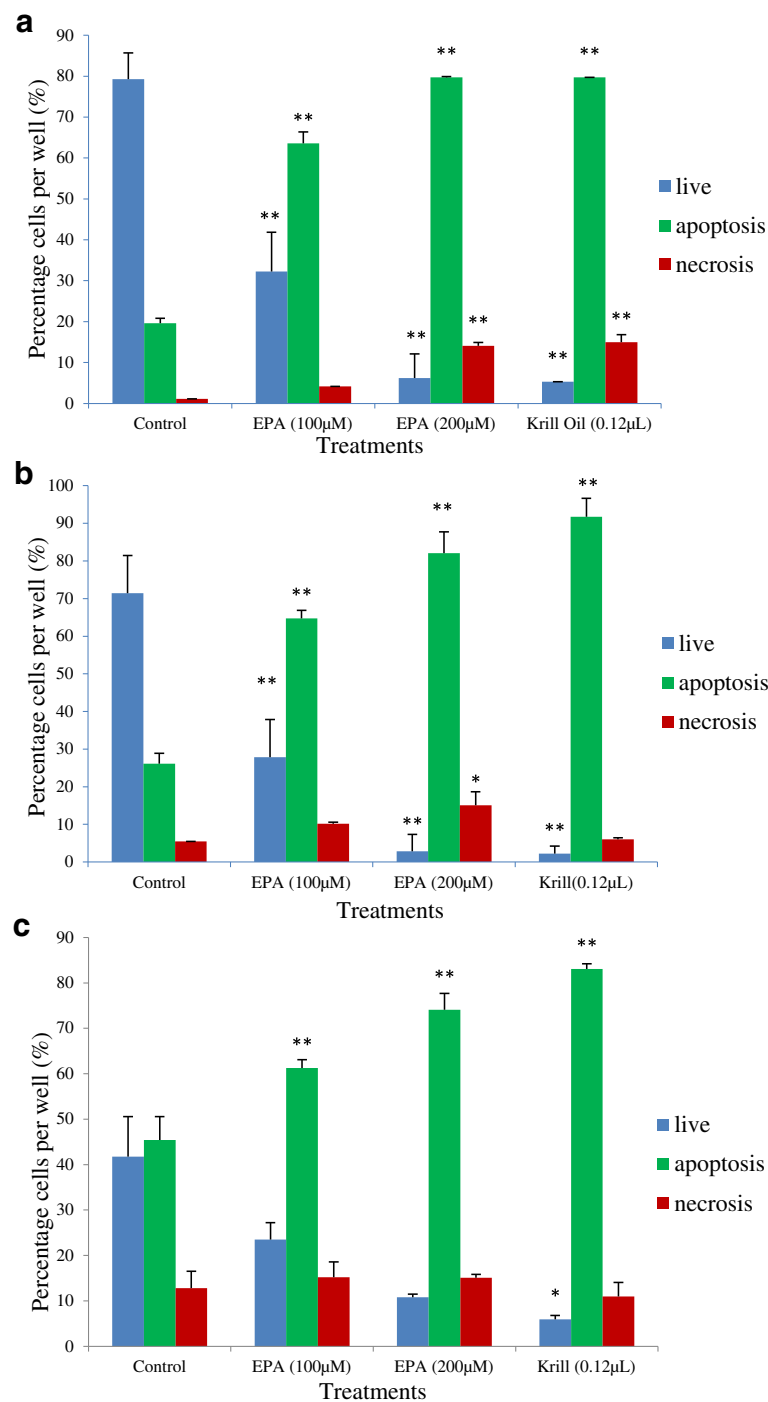 a
Percentage cells per well (%)
90
80
70
60
50
40
30
20
10
0
** ** ** ** ** ** ** **
live
apoptosis
necrosis
Control EPA (100μM) EPA (200μM) Krill Oil (0.12μL)
Treatments
b
Percentage cells per well (%)
100
90
80
70
60
50
40
30
20
10
0
** ** ** ** ** * **
live
apoptosis
necrosis
Control EPA (100μM) EPA (200μM) Krill(0.12μL)
Treatments
c
Percentage cells per well (%)
90
80
70
60
50
40
30
20
10
0
** ** ** *
live
apoptosis
necrosis
Control EPA (100μM) EPA (200μM) Krill (0.12μL)
Treatments